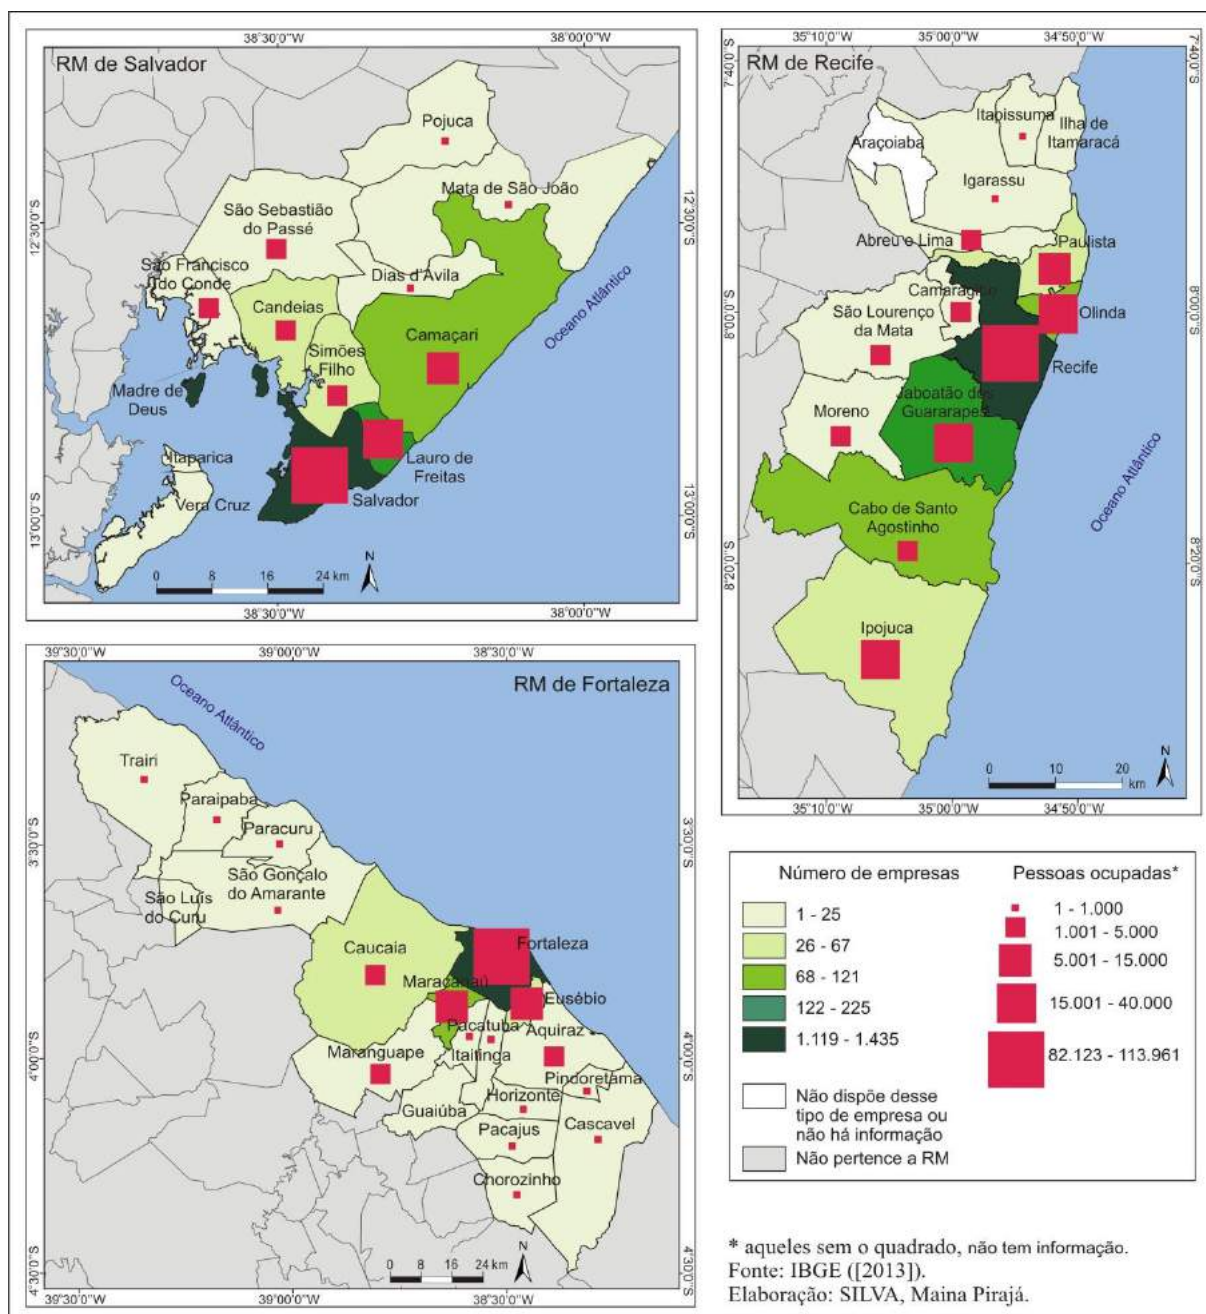 38°30'0"W
38°00'0"W
RM de Salvador
Pojuca
Mata de São João
12°30'0"S
12°30'0"S
São Sebastião
do Passé
São Francisco
do Conde
Dias d'Ávila
Candeias
Camaçari
Simões
Filho
Oceano Atlântico
Madre de
Deus
Lauro de
Freitas
Itaparica
Salvador
Vera Cruz
13°00'0"S
13°00'0"S
N
0 8 16 24 km
38°30'0"W
38°00'0"W
35°10'0"W
35°00'0"W
34°50'0"W
7°40'0"S
7°40'0"S
RM de Recife
Itapissuma
Ilha de
Itamaracá
Araçoiaba
Igarassu
Abreu e Lima
Paulista
Camaragibe
8°00'0"S
8°00'0"S
São Lourenço
da Mata
Olinda
Recife
Jaboatão dos
Guararapes
Moreno
Oceano Atlântico
Cabo de Santo
Agostinho
8°20'0"S
8°20'0"S
Ipojuca
N
0 10 20
km
35°10'0"W
35°00'0"W
34°50'0"W
39°30'0"W
39°00'0"W
38°30'0"W
RM de Fortaleza
Oceano Atlântico
Trairi
Paraipaba
Paracuru
3°30'0"S
3°30'0"S
São Gonçalo
do Amarante
São Luís
do Curu
Caucaia
Fortaleza
Maracanaú
Eusébio
Pacatuba
Aquiraz
Itaitinga
Maranguape
4°00'0"S
4°00'0"S
Pindoretama
Horizonte
Guaiúba
Cascavel
Pacajus
Chorozinho
N
0 8 16 24 km
4°30'0"S
4°30'0"S
39°30'0"W
39°00'0"W
38°30'0"W
Número de empresas
1 - 25
26 - 67
68 - 121
122 - 225
1.119 - 1.435
Não dispõe desse
tipo de empresa ou
não há informação
Não pertence a RM
Pessoas ocupadas*
1 - 1.000
1.001 - 5.000
5.001 - 15.000
15.001 - 40.000
82.123 - 113.961
* aqueles sem o quadrado, não tem informação.
Fonte: IBGE ([2013]).
Elaboração: SILVA, Maina Pirajá.